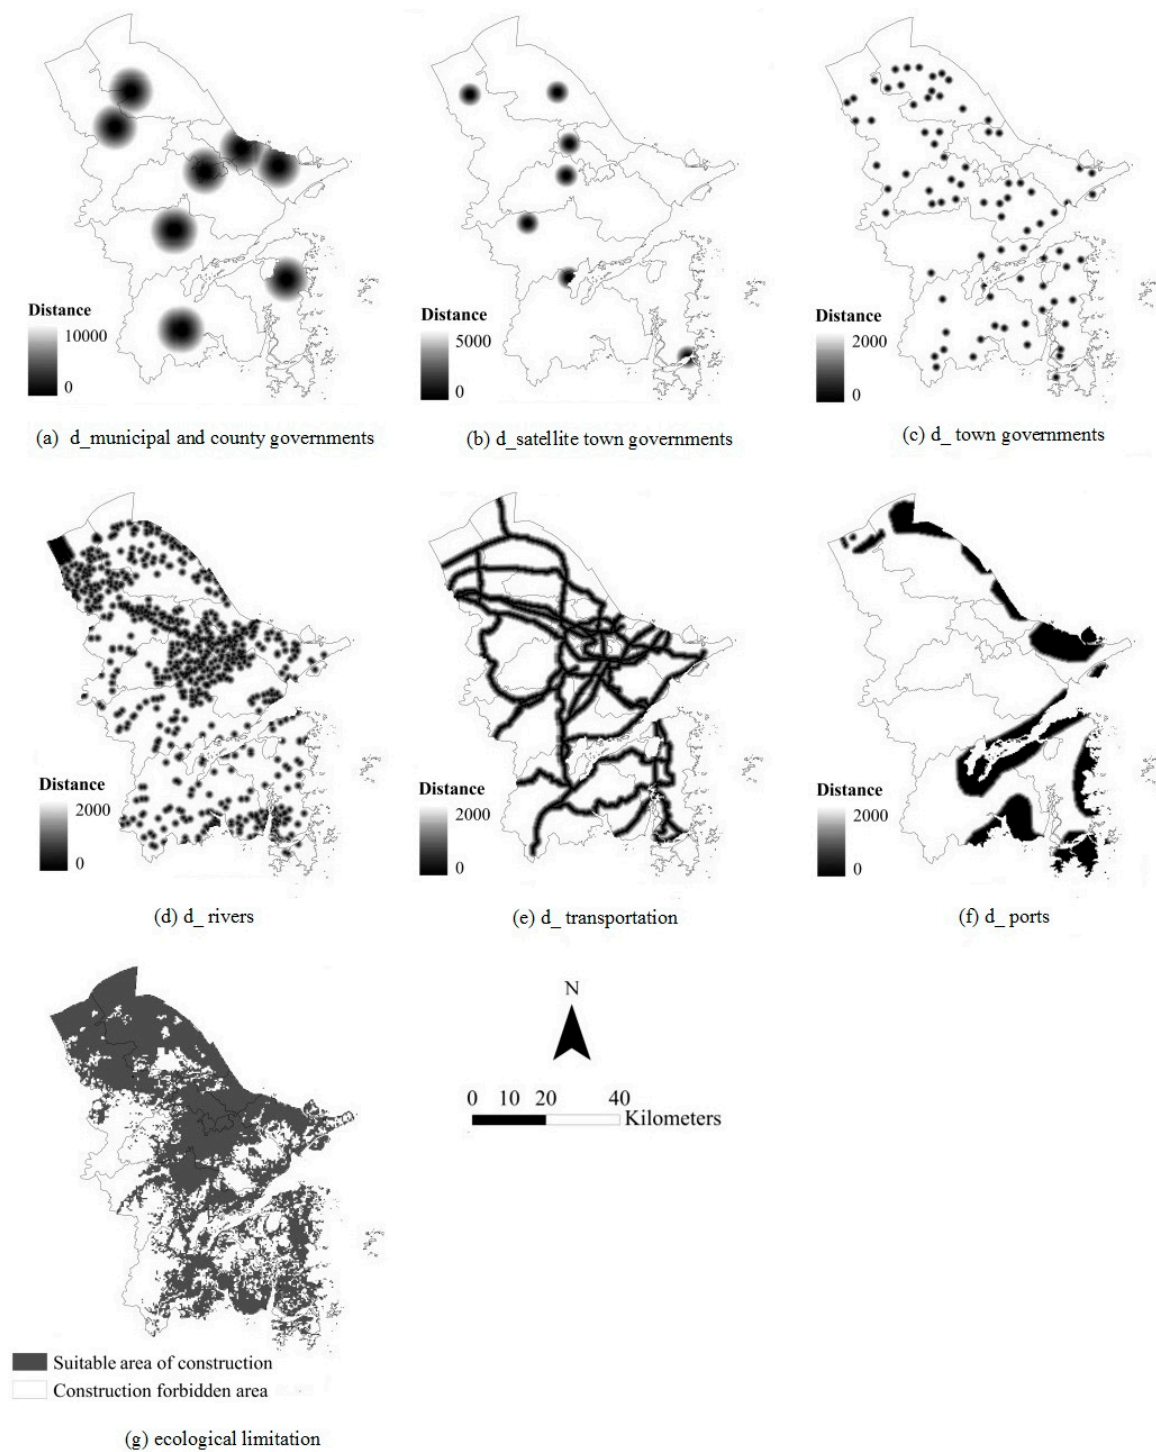 Distance
10000
0
(a) d_municipal and county governments
Distance
5000
0
(b) d_satellite town governments
Distance
2000
0
(c) d_ town governments
Distance
2000
0
(d) d_ rivers
Distance
2000
0
(e) d_ transportation
Distance
2000
0
(f) d_ ports
Suitable area of construction
Construction forbidden area
(g) ecological limitation
N
0 10 20 40
Kilometers